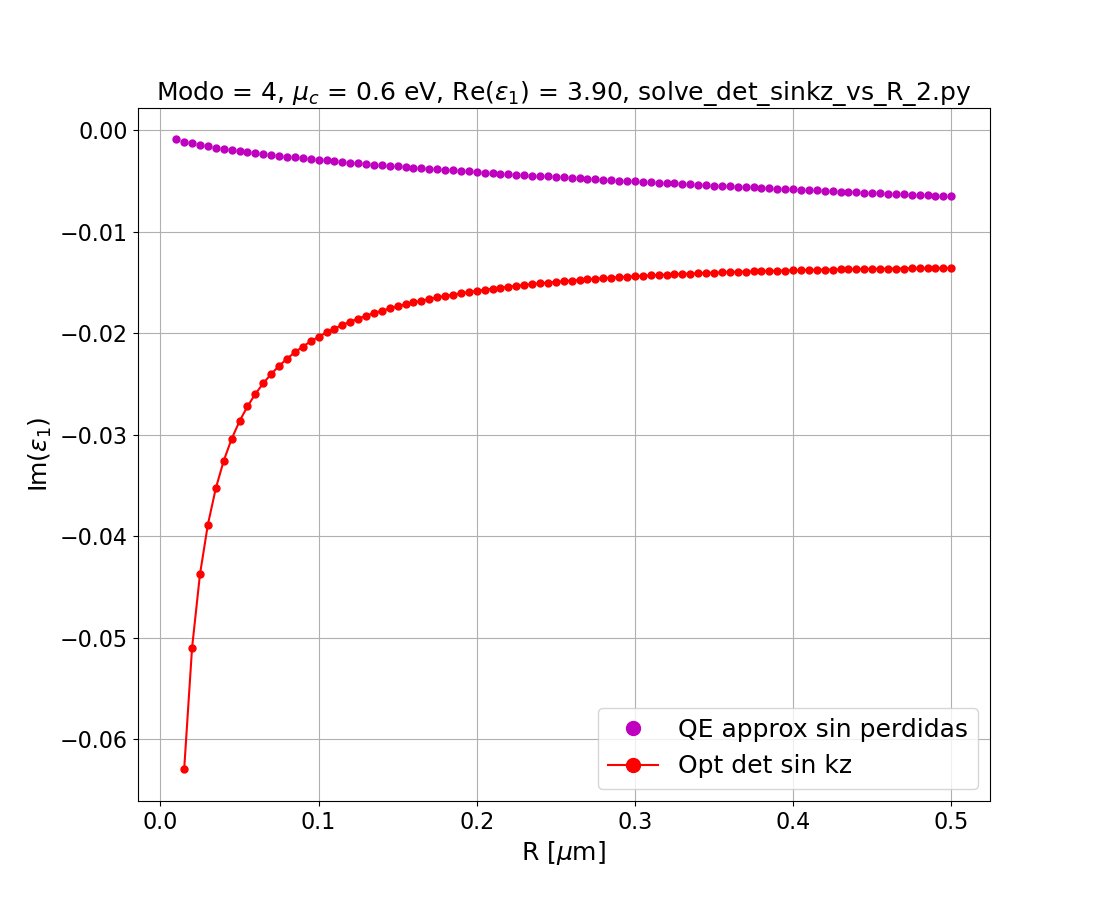 Modo = 4, μc = 0.6 eV, Re(ε1) = 3.90, solve_det_sinkz_vs_R_2.py
0.00
−0.01
−0.02
−0.03
−0.04
−0.05
−0.06
Im(ε1)
QE approx sin perdidas
Opt det sin kz
0.0 0.1 0.2 0.3 0.4 0.5
R [μm]